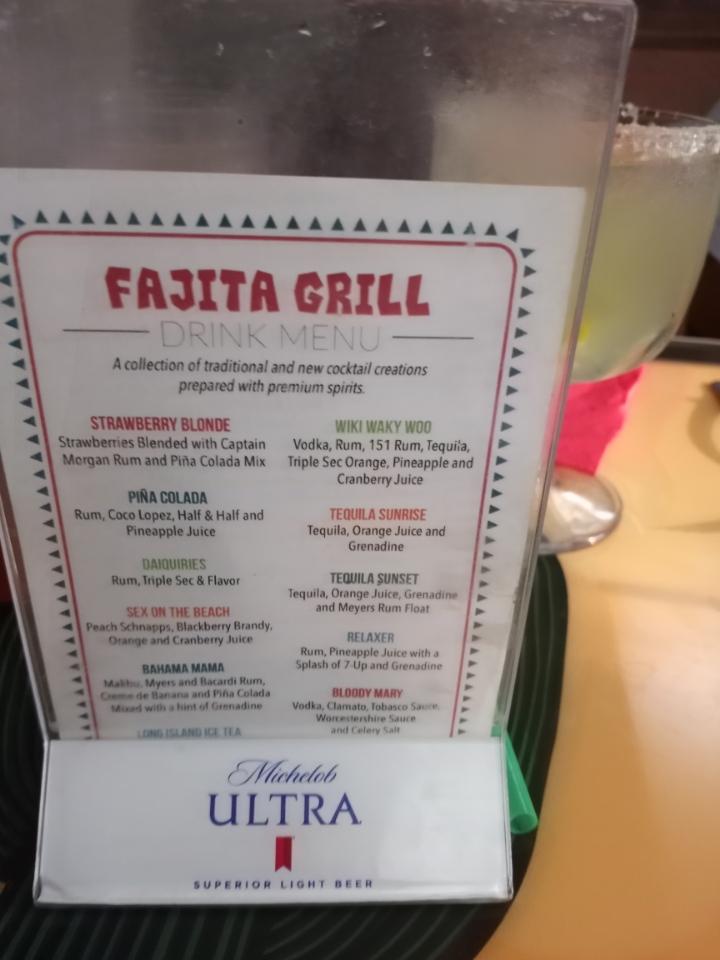 FAJITA GRILL
DRINK MENU
A collection of traditional and new cocktail creations
prepared with premium spirits.
STRAWBERRY BLONDE
Strawberries Blended with Captain
Morgan Rum and Piña Colada Mix
PIÑA COLADA
Rum, Coco Lopez, Half & Half and
Pineapple Juice
DAIQUIRIES
Rum, Triple Sec & Flavor
SEX ON THE BEACH
Peach Schnapps, Blackberry Brandy,
Orange and Cranberry Juice
BAHAMA MAMA
Malibu, Myers and Bacardi Rum,
Creme de Banana and Piña Colada
Mixed with a hint of Grenadine
LONG ISLAND ICE TEA
WIKI WAKY WOO
Vodka, Rum, 151 Rum, Tequila,
Triple Sec Orange, Pineapple and
Cranberry Juice
TEQUILA SUNRISE
Tequila, Orange Juice and
Grenadine
TEQUILA SUNSET
Tequila, Orange Juice, Grenadine
and Meyers Rum Float
RELAXER
Rum, Pineapple Juice with a
Splash of 7-Up and Grenadine
BLOODY MARY
Vodka, Clamato, Tobasco Sauce,
Worcestershire Sauce
and Celery Salt
Michelob
ULTRA
SUPERIOR LIGHT BEER